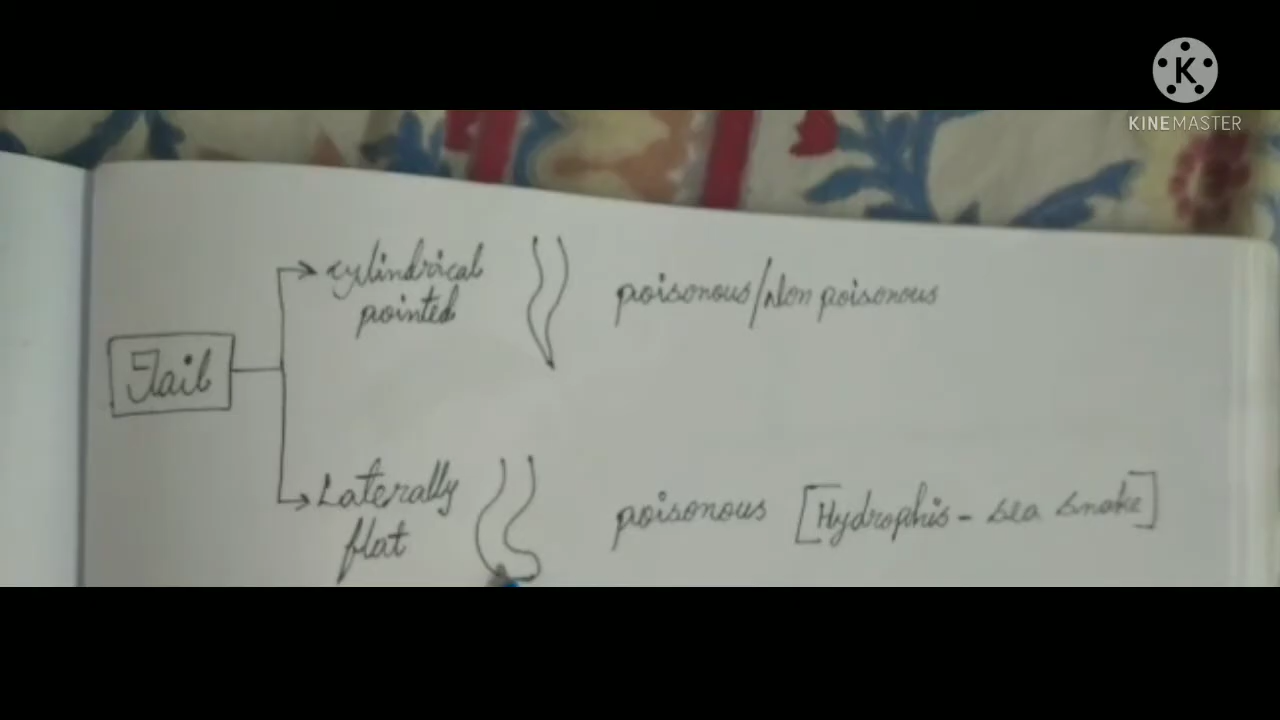 K
KINEMASTER
cylindrical
pointed
poisonous/Non poisonous
Tail
Laterally
flat
poisonous [Hydrophis - sea snake]